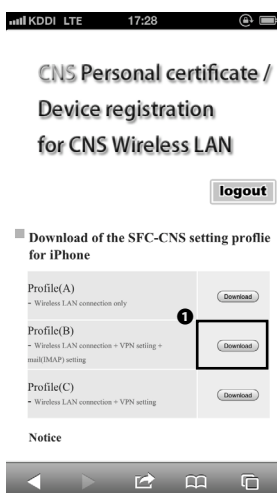 KDDI LTE 17:28
CNS Personal certificate /
Device registration
for CNS Wireless LAN
logout
Download of the SFC-CNS setting proflie
for iPhone
Profile(A)
- Wireless LAN connection only
Download
1
Profile(B)
- Wireless LAN connection + VPN setting +
mail(IMAP) setting
Download
Profile(C)
- Wireless LAN connection + VPN setting
Download
Notice